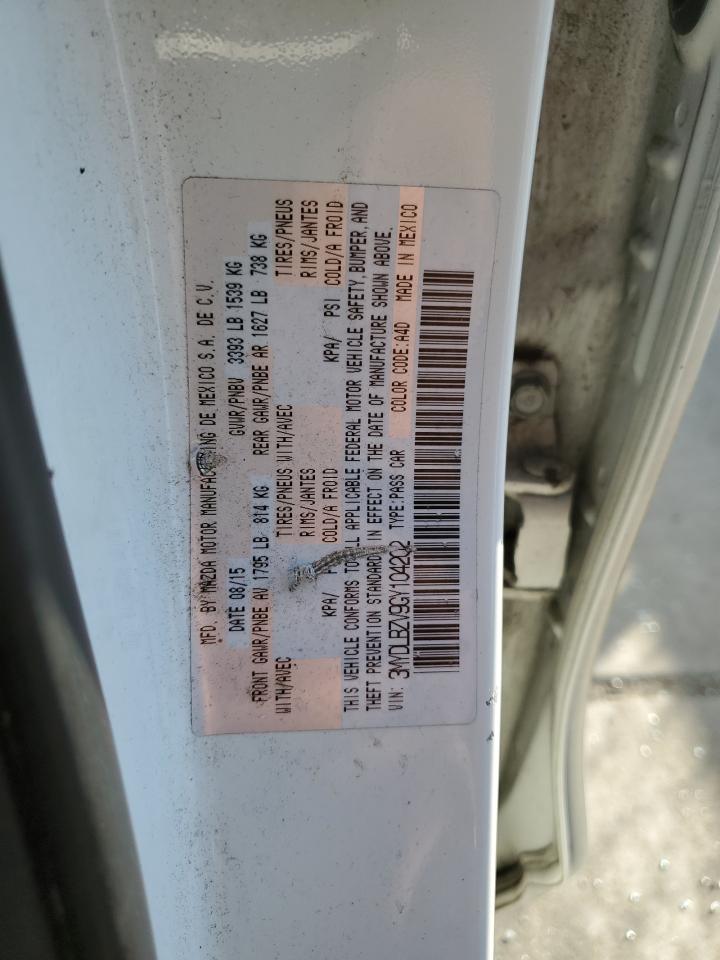 MFD. BY MAZDA MOTOR MANUFA NG DE MEXICO S.A. DE C.V.
* DATE 08/15 GVWR/PNBV 3393 LB 1539 KG
FRONT GAWR/PNBE AV 1795 LB 814 KG REAR GAWR/PNBE AR 1627 LB 738 KG
WITH/AVEC TIRES/PNEUS WITH/AVEC TIRES/PNEUS
RIMS/JANTES RIMS/JANTES
KPA/ COLD/A FROID KPA/ PSI COLD/A FROID
THIS VEHICLE CONFORMS TO ALL APPLICABLE FEDERAL MOTOR VEHICLE SAFETY, BUMPER, AND
THEFT PREVENTION STANDARDS IN EFFECT ON THE DATE OF MANUFACTURE SHOWN ABOVE.
VIN: 3MYDLBZV9GY104202 TYPE:PASS CAR COLOR CODE:A4D MADE IN MEXICO